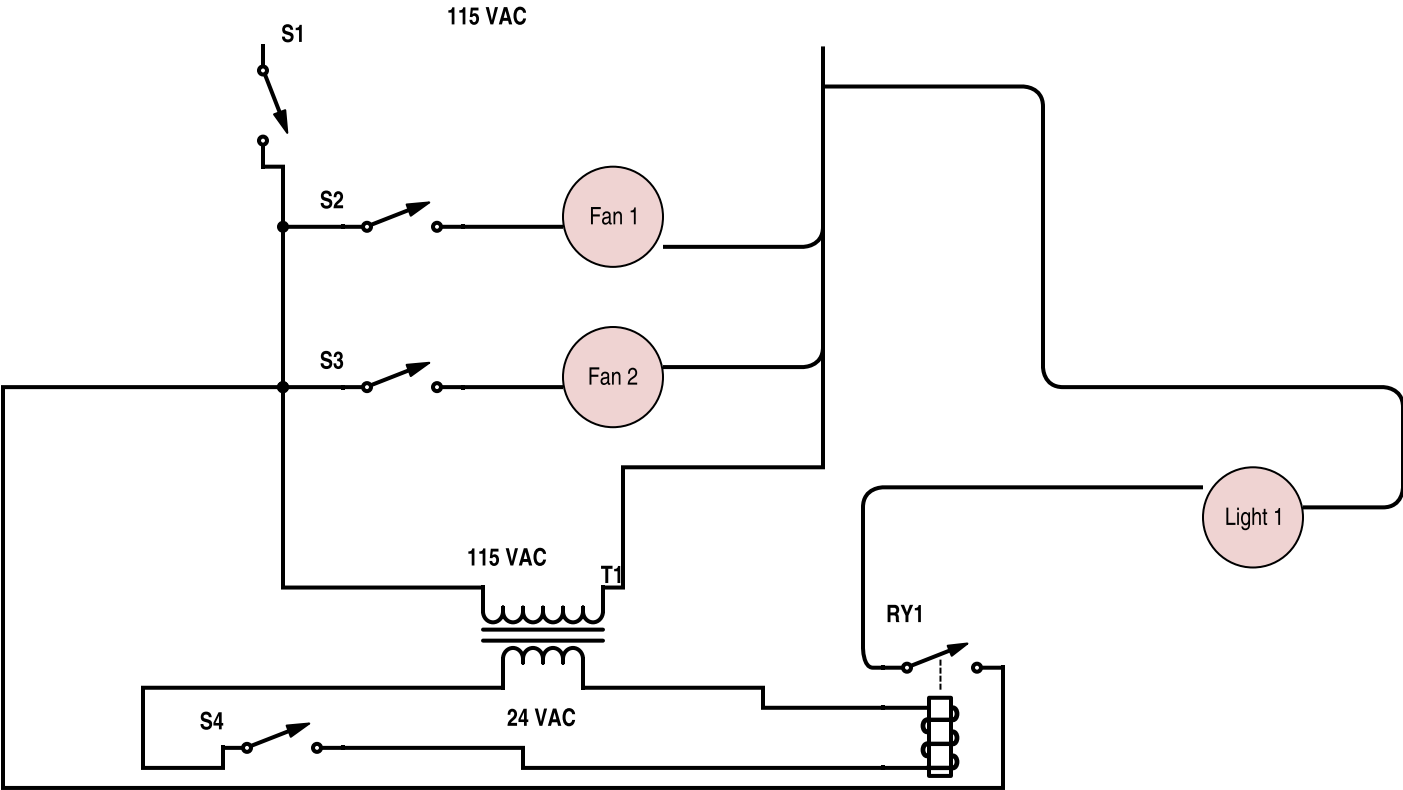 115 VAC
S1
S2
Fan 1
S3
Fan 2
Light 1
115 VAC
T1
RY1
S4
24 VAC